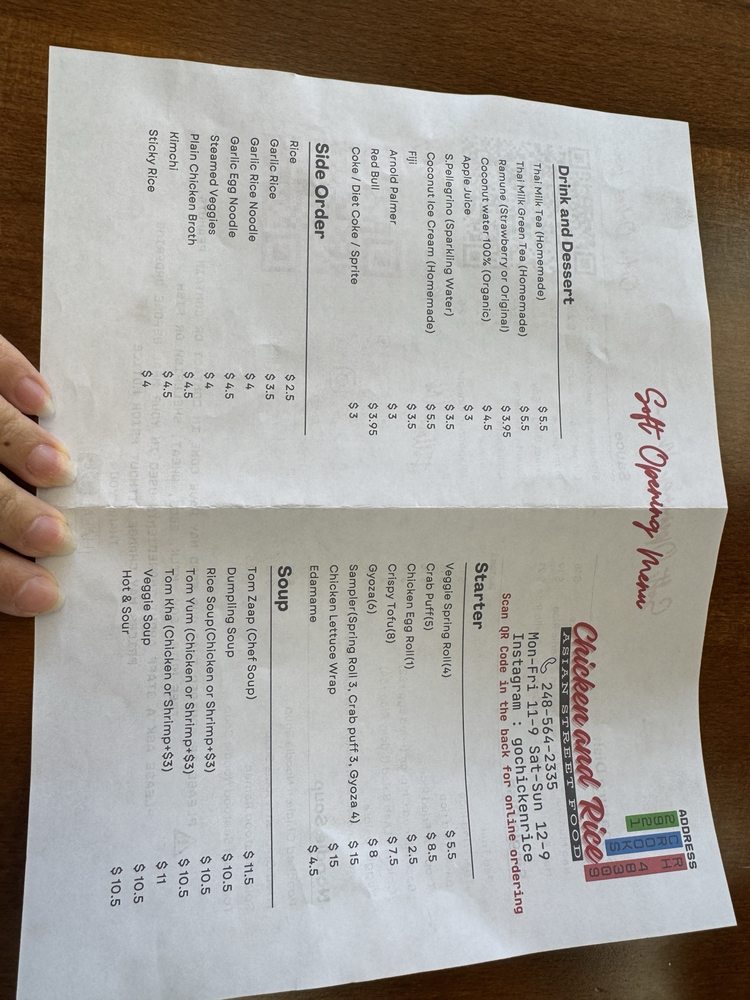 Soft Opening Menu
Drink and Dessert
Thai Milk Tea (Homemade) $ 5.5
Thai Milk Green Tea (Homemade) $ 5.5
Ramune (Strawberry or Original) $ 3.95
Coconut water 100% (Organic) $ 4.5
Apple Juice $ 3
S.Pellegrino (Sparkling Water) $ 3.5
Coconut Ice Cream (Homemade) $ 5.5
Fiji $ 3.5
Arnold Palmer $ 3
Red Bull $ 3.95
Coke / Diet Coke / Sprite $ 3
Side Order
Rice $ 2.5
Garlic Rice $ 3.5
Garlic Rice Noodle $ 4
Garlic Egg Noodle $ 4.5
Steamed Veggies $ 4
Plain Chicken Broth $ 4.5
Kimchi $ 4.5
Sticky Rice $ 4
ADDRESS
2921
CROOKS
RH 48309
Chicken and Rice
ASIAN STREET FOOD
248-564-2335
Mon-Fri 11-9 Sat-Sun 12-9
Instagram : gochickenrice
Scan QR Code in the back for online ordering
Starter
Veggie Spring Roll(4) $ 5.5
Crab Puff(5) $ 8.5
Chicken Egg Roll(1) $ 2.5
Crispy Tofu(8) $ 7.5
Gyoza(6) $ 8
Sampler(Spring Roll 3, Crab puff 3, Gyoza 4) $ 15
Chicken Lettuce Wrap $ 15
Edamame $ 4.5
Soup
Tom Zaap (Chef Soup) $ 11.5
Dumpling Soup $ 10.5
Rice Soup(Chicken or Shrimp+$3) $ 10.5
Tom Yum (Chicken or Shrimp+$3) $ 10.5
Tom Kha (Chicken or Shrimp+$3) $ 11
Veggie Soup $ 10.5
Hot & Sour $ 10.5